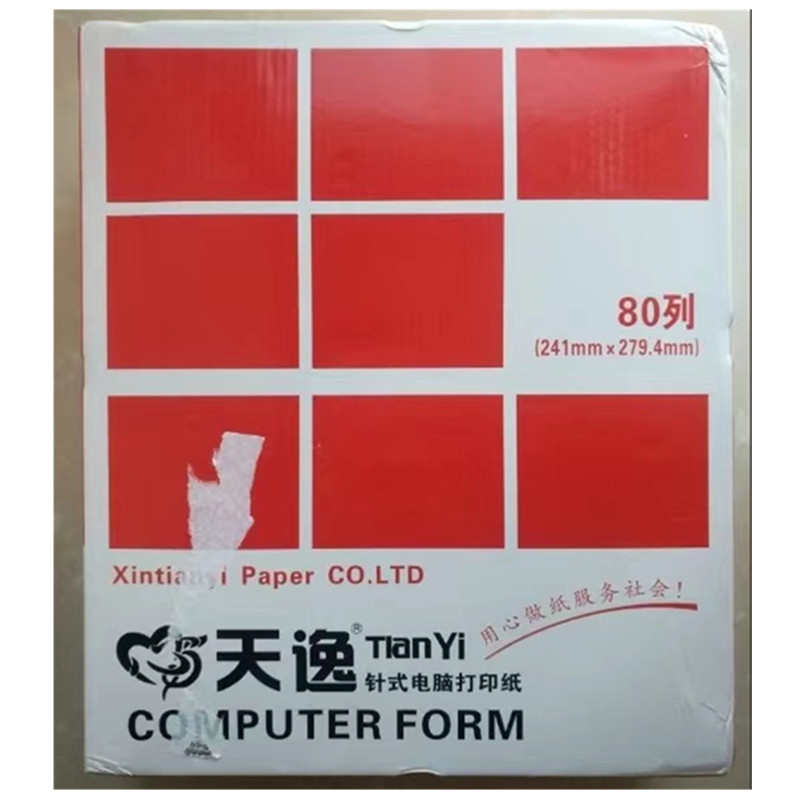 80列
(241mm×279.4mm)
Xintianyi Paper CO.LTD
用心做纸服务社会！
天逸® TianYi
针式电脑打印纸
COMPUTER FORM